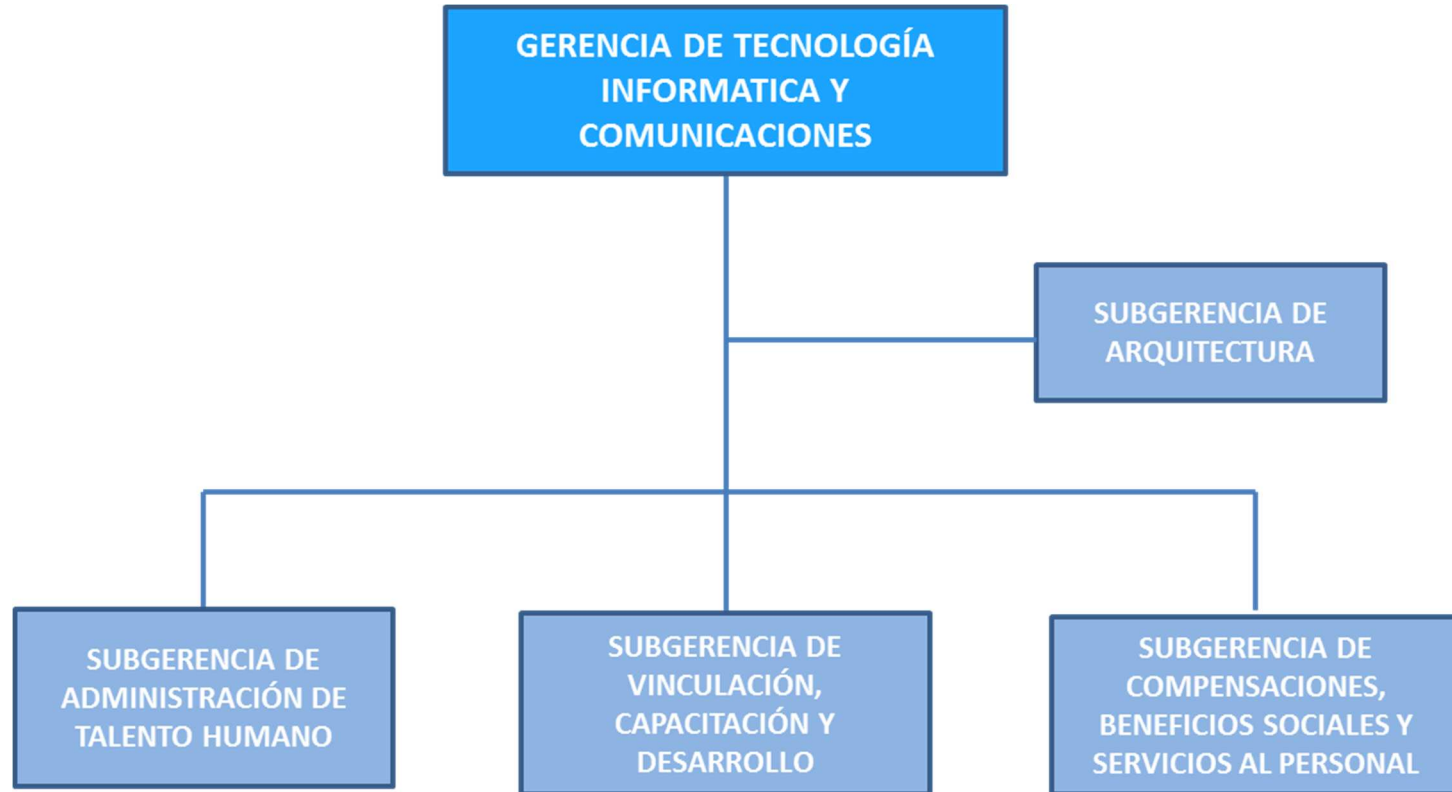 GERENCIA DE TECNOLOGÍA
INFORMATICA Y
COMUNICACIONES
SUBGERENCIA DE
ARQUITECTURA
SUBGERENCIA DE
ADMINISTRACIÓN DE
TALENTO HUMANO
SUBGERENCIA DE
VINCULACIÓN,
CAPACITACIÓN Y
DESARROLLO
SUBGERENCIA DE
COMPENSACIONES,
BENEFICIOS SOCIALES Y
SERVICIOS AL PERSONAL